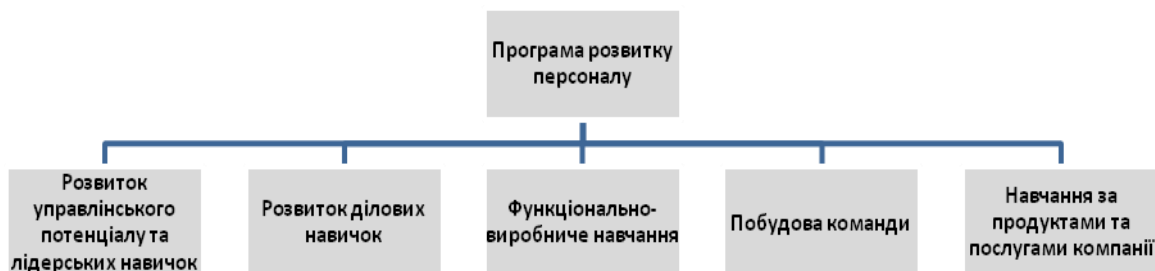 Програма розвитку
персоналу
Розвиток
управлінського
потенціалу та
лідерських навичок
Розвиток ділових
навичок
Функціонально-
виробниче навчання
Побудова команди
Навчання за
продуктами та
послугами компанії